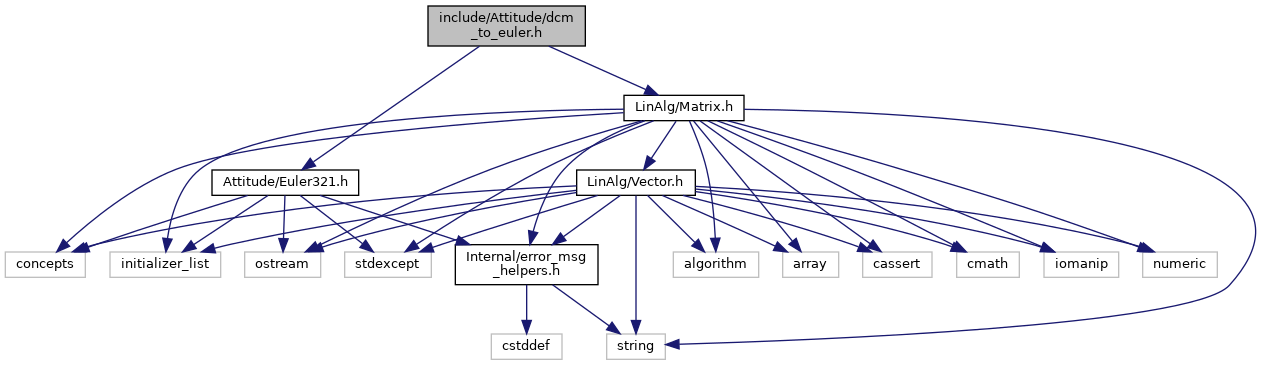 include/Attitude/dcm
_to_euler.h
LinAlg/Matrix.h
Attitude/Euler321.h
LinAlg/Vector.h
concepts
initializer_list
ostream
stdexcept
Internal/error_msg
_helpers.h
algorithm
array
cassert
cmath
iomanip
numeric
cstddef
string